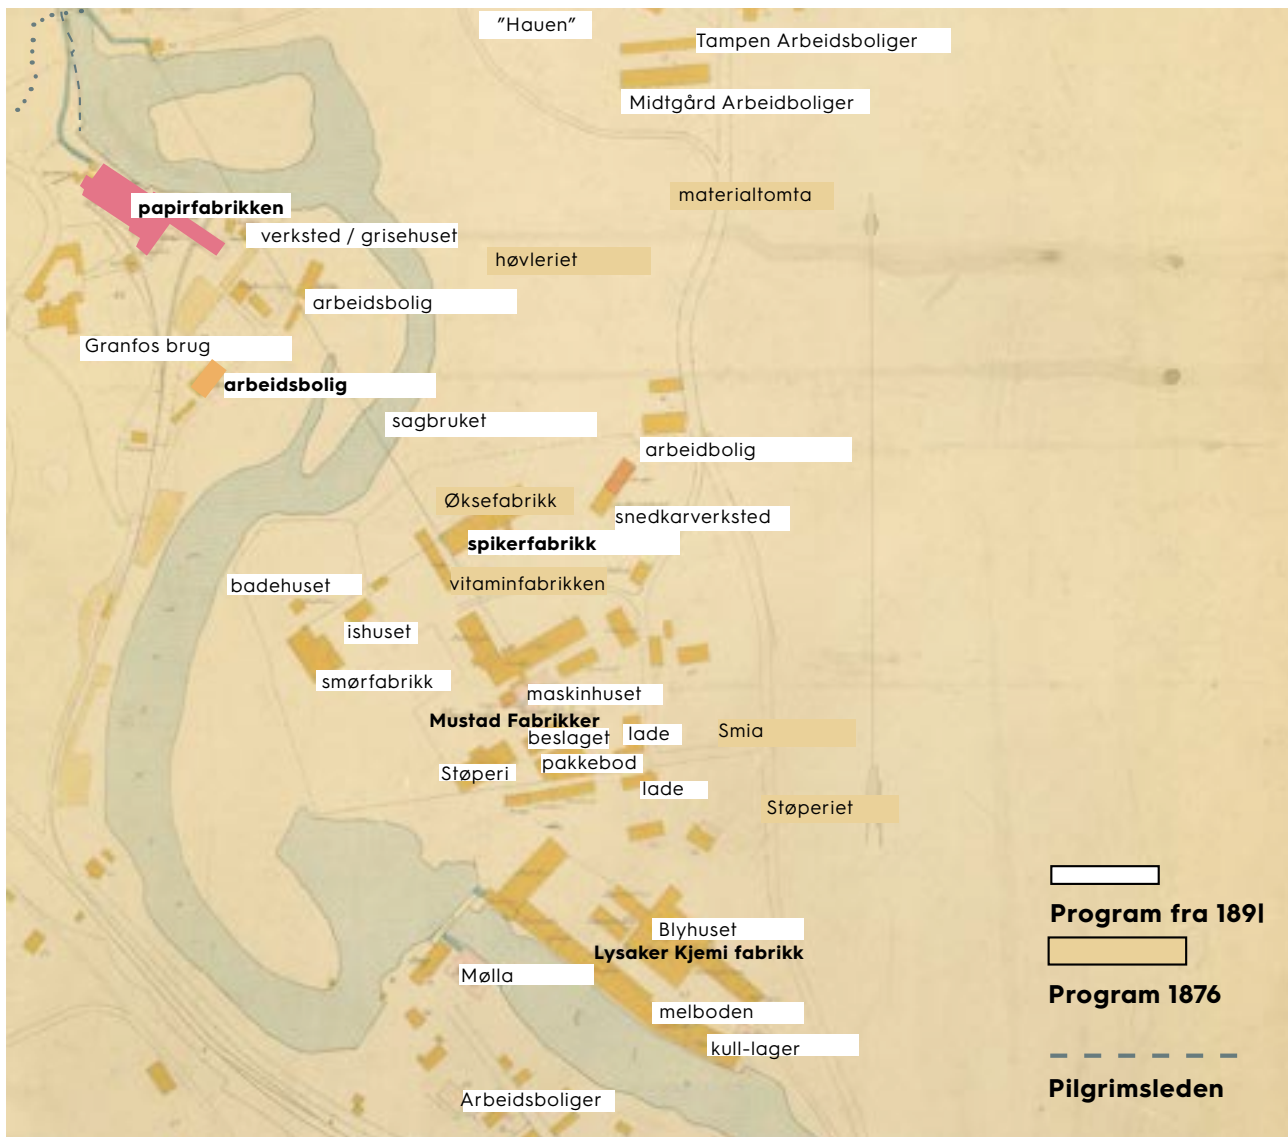 "Hauen"
Tampen Arbeidsboliger
Midtgård Arbeidboliger
materialtomta
papirfabrikken
verksted / grisehuset
høvleriet
arbeidsbolig
Granfos brug
arbeidsbolig
sagbruket
arbeidbolig
Øksefabrikk
snedkarverksted
spikerfabrikk
vitaminfabrikken
badehuset
ishuset
smørfabrikk
maskinhuset
Mustad Fabrikker
beslaget
lade
Smia
pakkebod
Støperi
lade
Støperiet
Program fra 1891
Blyhuset
Lysaker Kjemi fabrikk
Mølla
Program 1876
melboden
kull-lager
Pilgrimsleden
Arbeidsboliger